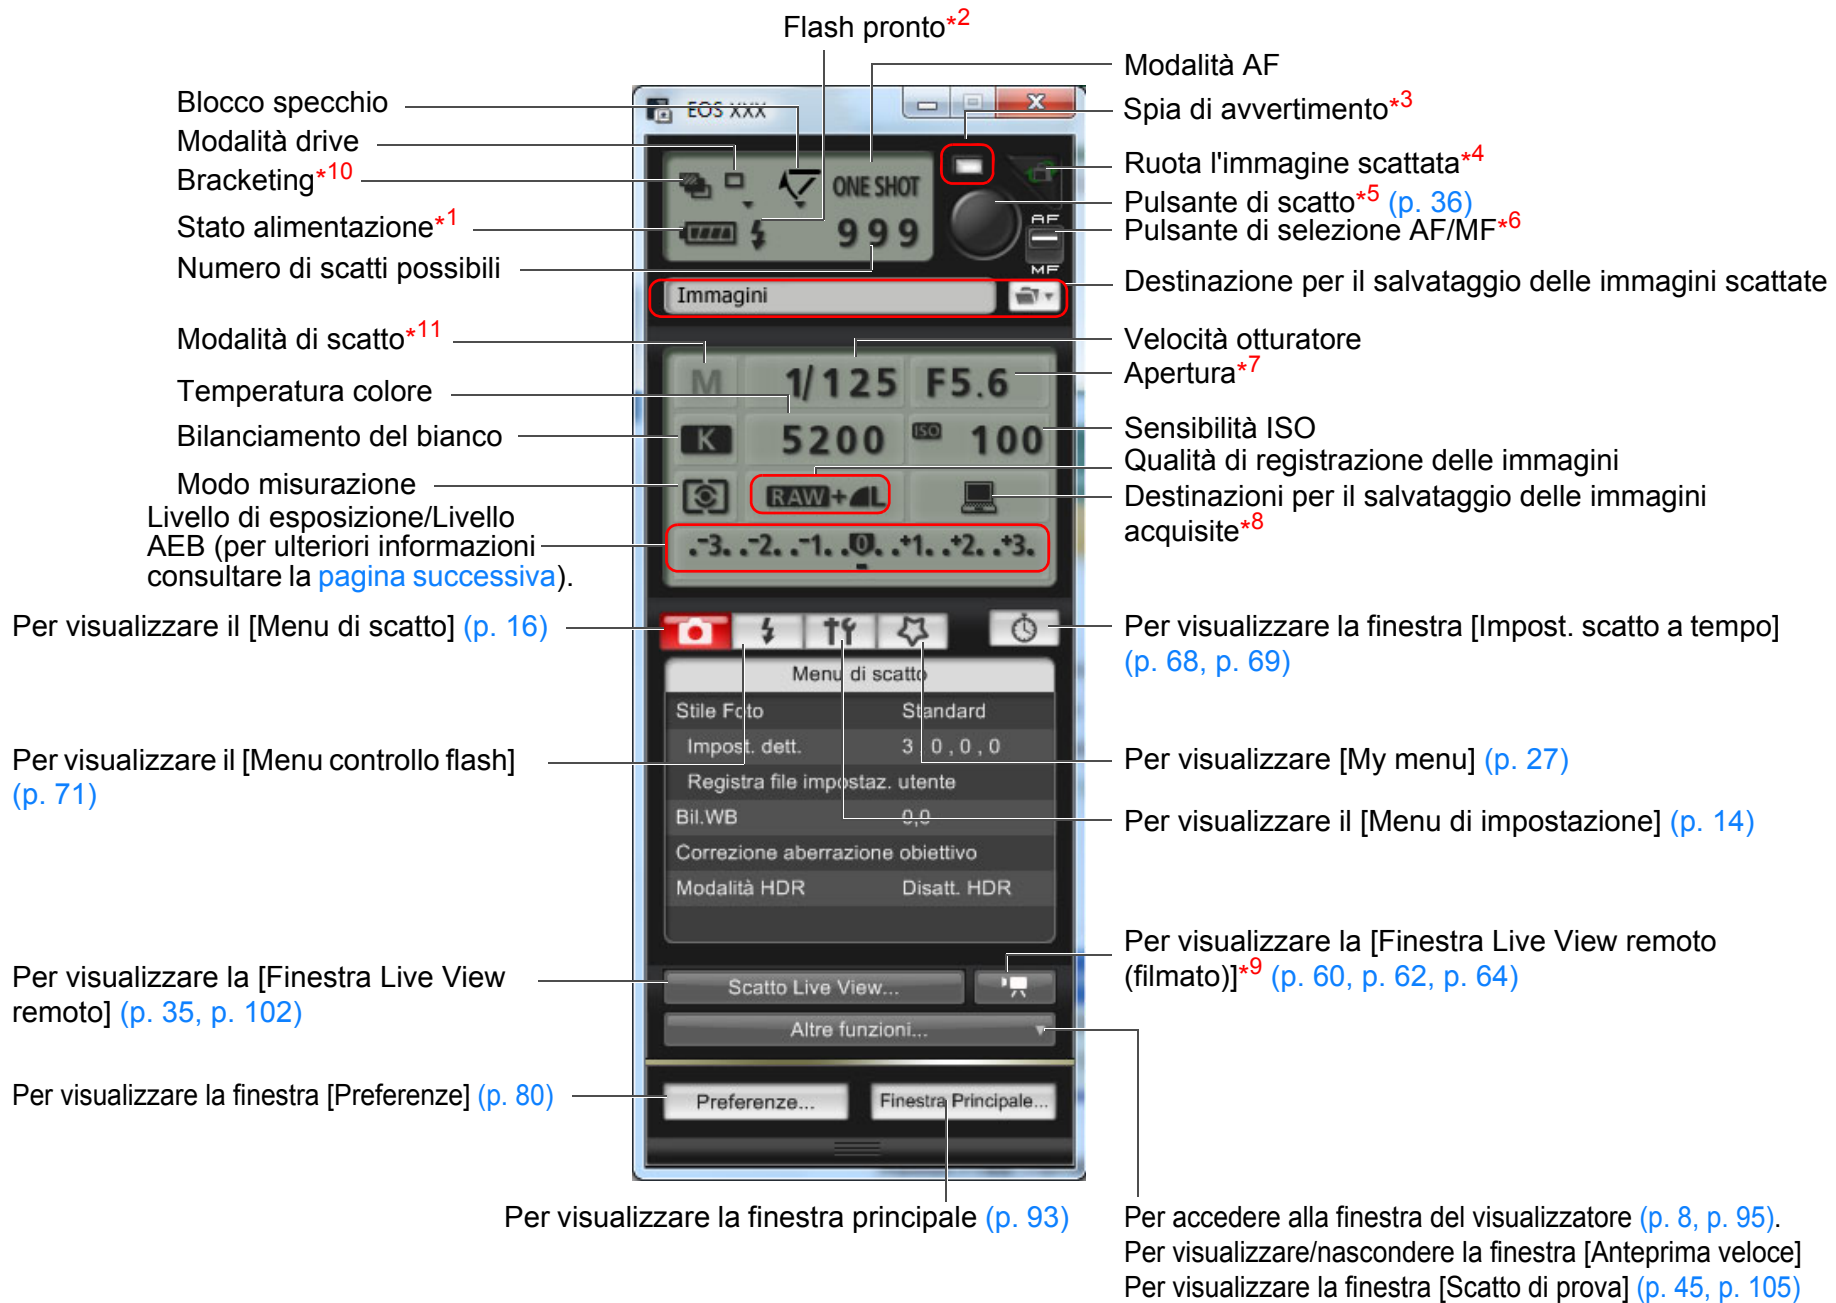 Flash pronto*2
Modalità AF
Blocco specchio
Spia di avvertimento*3
Modalità drive
Ruota l'immagine scattata*4
Bracketing*10
Pulsante di scatto*5 (p. 36)
Stato alimentazione*1
Pulsante di selezione AF/MF*6
Numero di scatti possibili
Destinazione per il salvataggio delle immagini scattate
Modalità di scatto*11
Velocità otturatore
Temperatura colore
Apertura*7
Bilanciamento del bianco
Sensibilità ISO
Qualità di registrazione delle immagini
Modo misurazione
Destinazioni per il salvataggio delle immagini
acquisite*8
Livello di esposizione/Livello
AEB (per ulteriori informazioni
consultare la pagina successiva).
Per visualizzare il [Menu di scatto] (p. 16)
Per visualizzare la finestra [Impost. scatto a tempo]
(p. 68, p. 69)
Per visualizzare il [Menu controllo flash]
(p. 71)
Per visualizzare [My menu] (p. 27)
Per visualizzare il [Menu di impostazione] (p. 14)
Per visualizzare la [Finestra Live View remoto
(filmato)]*9 (p. 60, p. 62, p. 64)
Per visualizzare la [Finestra Live View
remoto] (p. 35, p. 102)
Per visualizzare la finestra [Preferenze] (p. 80)
Per visualizzare la finestra principale (p. 93)
Per accedere alla finestra del visualizzatore (p. 8, p. 95).
Per visualizzare/nascondere la finestra [Anteprima veloce]
Per visualizzare la finestra [Scatto di prova] (p. 45, p. 105)
EOS XXX
ONE SHOT
999
AF
MF
Immagini
M 1/125 F5.6
K 5200 ISO 100
RAW+L
.-3. .-2. .-1. .0. .+1. .+2. .+3.
Menu di scatto
Stile Foto Standard
Impost. dett. 3 , 0 , 0 , 0
Registra file impostaz. utente
Bil.WB 0,0
Correzione aberrazione obiettivo
Modalità HDR Disatt. HDR
Scatto Live View...
Altre funzioni...
Preferenze...
Finestra Principale...